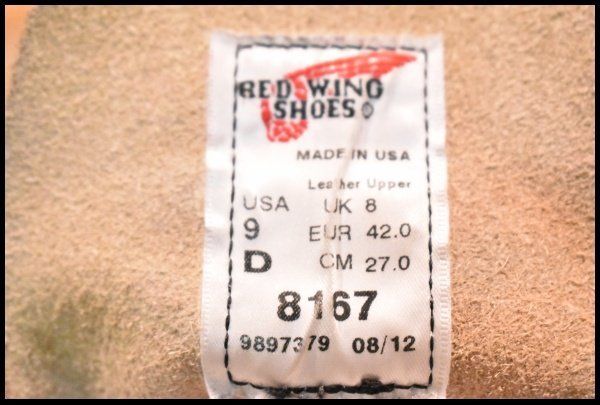 RED WING
SHOES®
MADE IN USA
Leather Upper
USA UK 8
9 EUR 42.0
D CM 27.0
8167
9897379 08/12